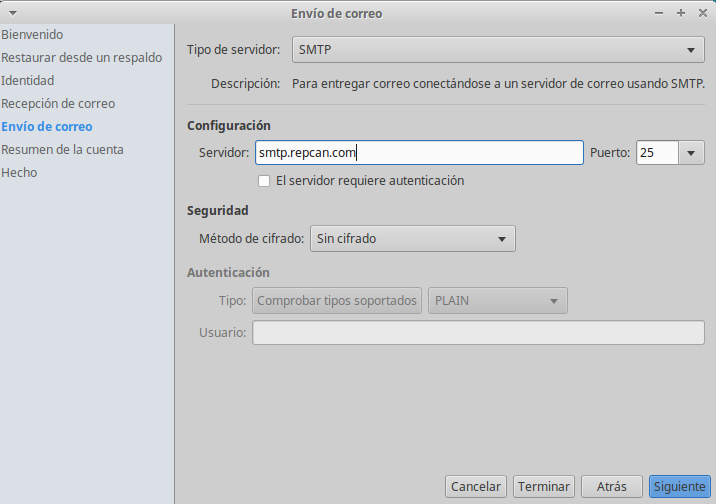 Envío de correo
Bienvenido
Restaurar desde un respaldo
Identidad
Recepción de correo
Envío de correo
Resumen de la cuenta
Hecho
Tipo de servidor: SMTP
Descripción: Para entregar correo conectándose a un servidor de correo usando SMTP.
Configuración
Servidor: smtp.repcan.com Puerto: 25
El servidor requiere autenticación
Seguridad
Método de cifrado: Sin cifrado
Autenticación
Tipo: Comprobar tipos soportados PLAIN
Usuario:
Cancelar Terminar Atrás Siguiente